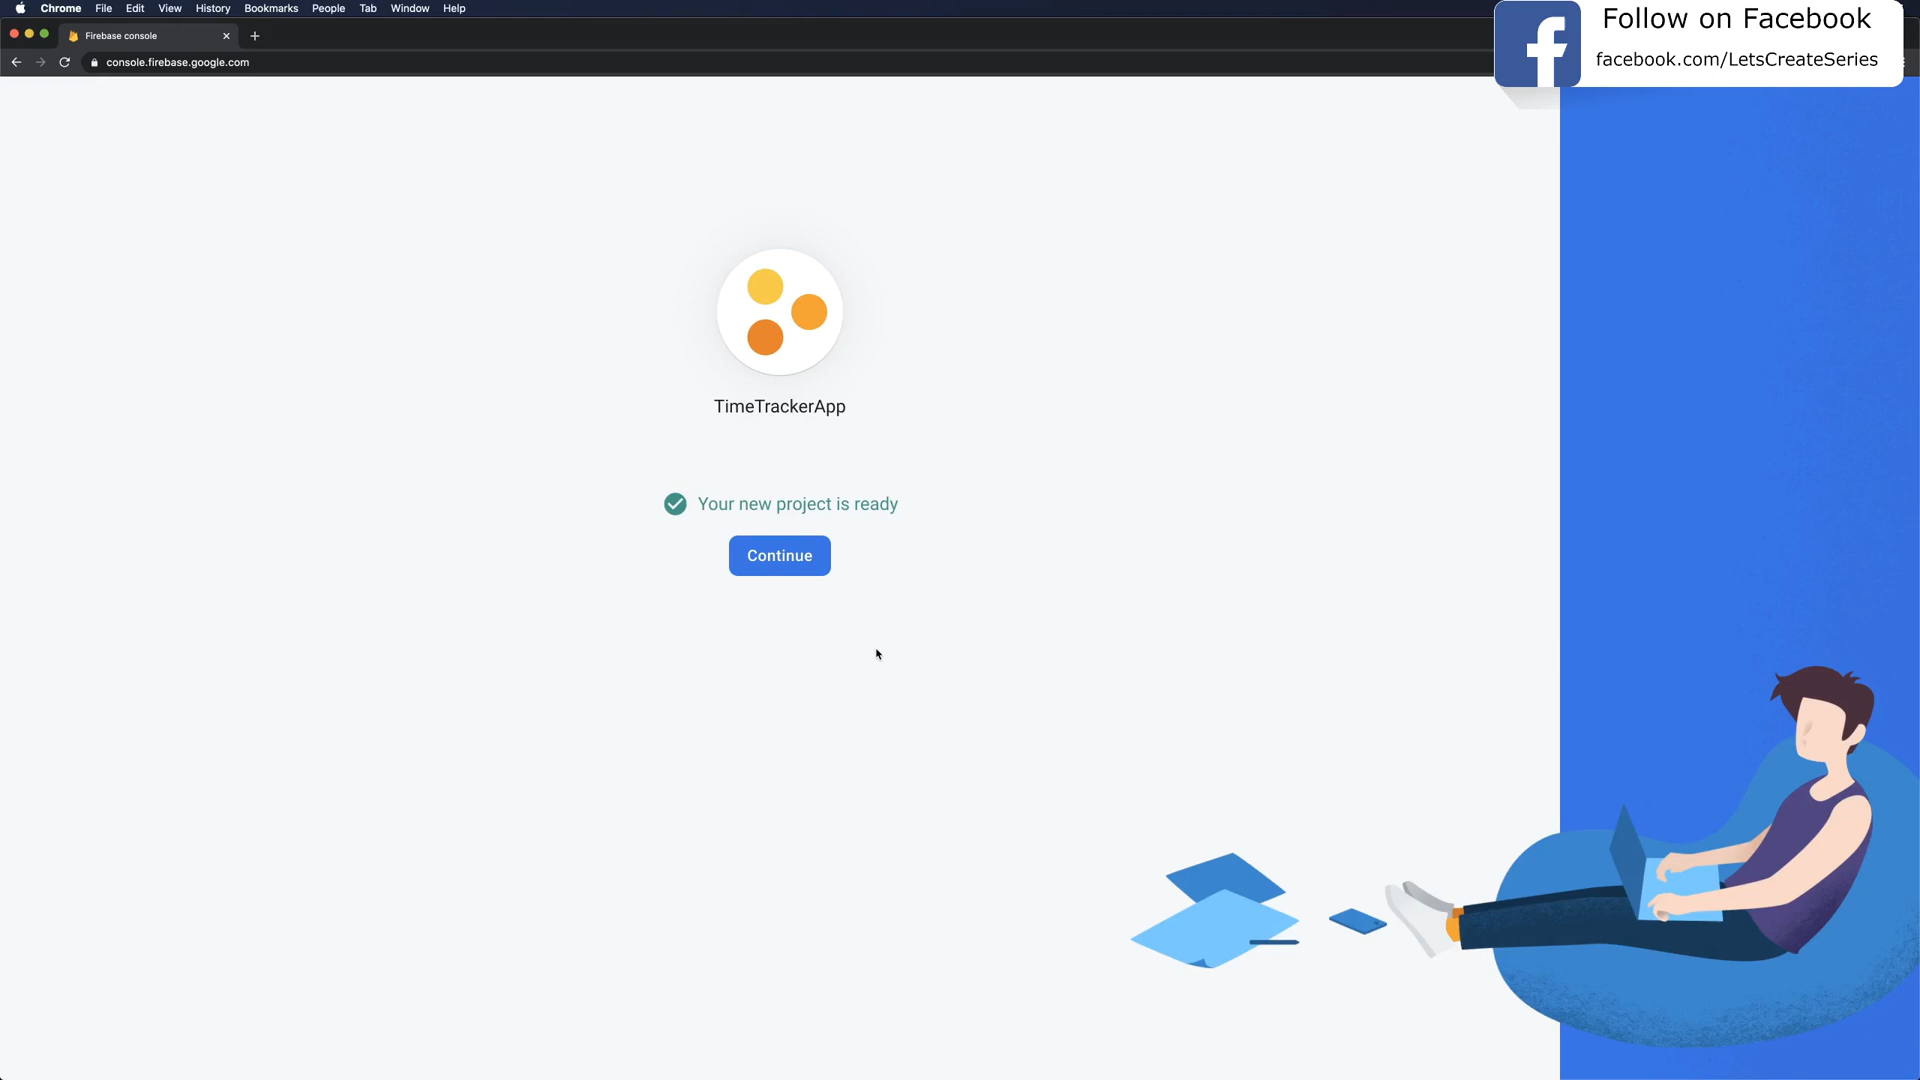 Chrome File Edit View History Bookmarks People Tab Window Help
Follow on Facebook
facebook.com/LetsCreateSeries
Firebase console
console.firebase.google.com
TimeTrackerApp
Your new project is ready
Continue